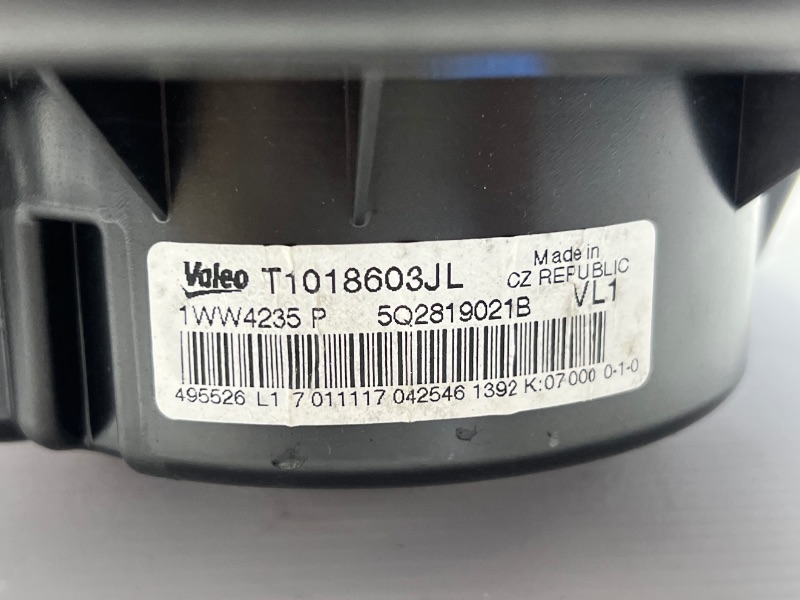 Valeo T1018603JL Made in
CZ REPUBLIC
1WW4235 P 5Q2819021B VL1
495526 L1 7 011117 042546 1392 K:07000 0-1-0